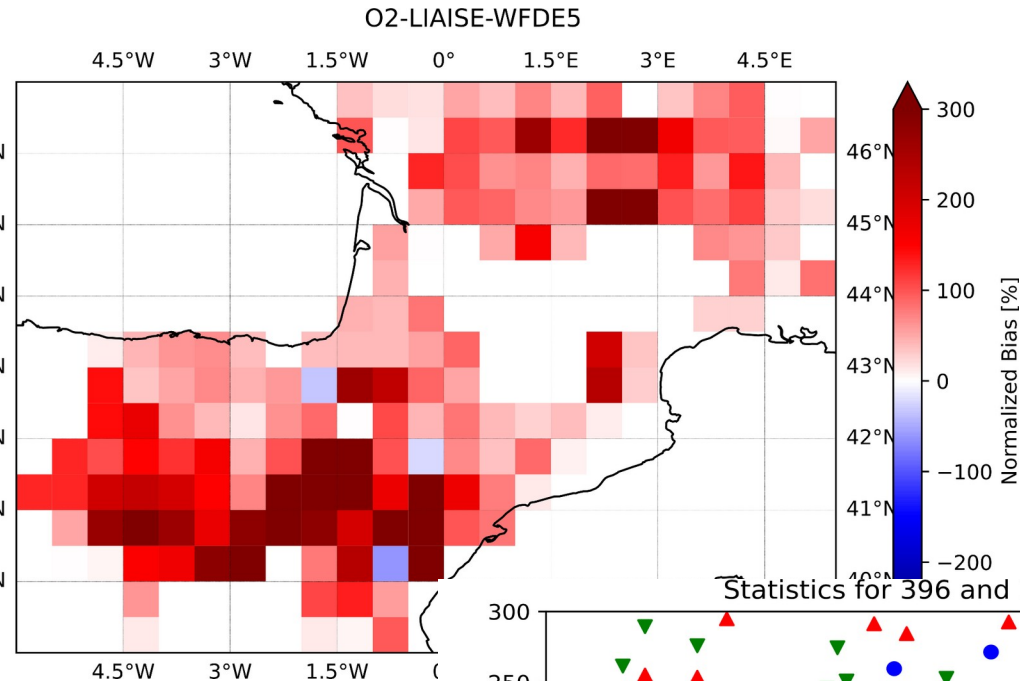 O2-LIAISE-WFDE5
4.5°W 3°W 1.5°W 0° 1.5°E 3°E 4.5°E
46°N
45°N
44°N
43°N
42°N
41°N
4.5°W 3°W 1.5°W
300
200
100
0
−100
−200
Normalized Bias [%]
Statistics for 396 and
300